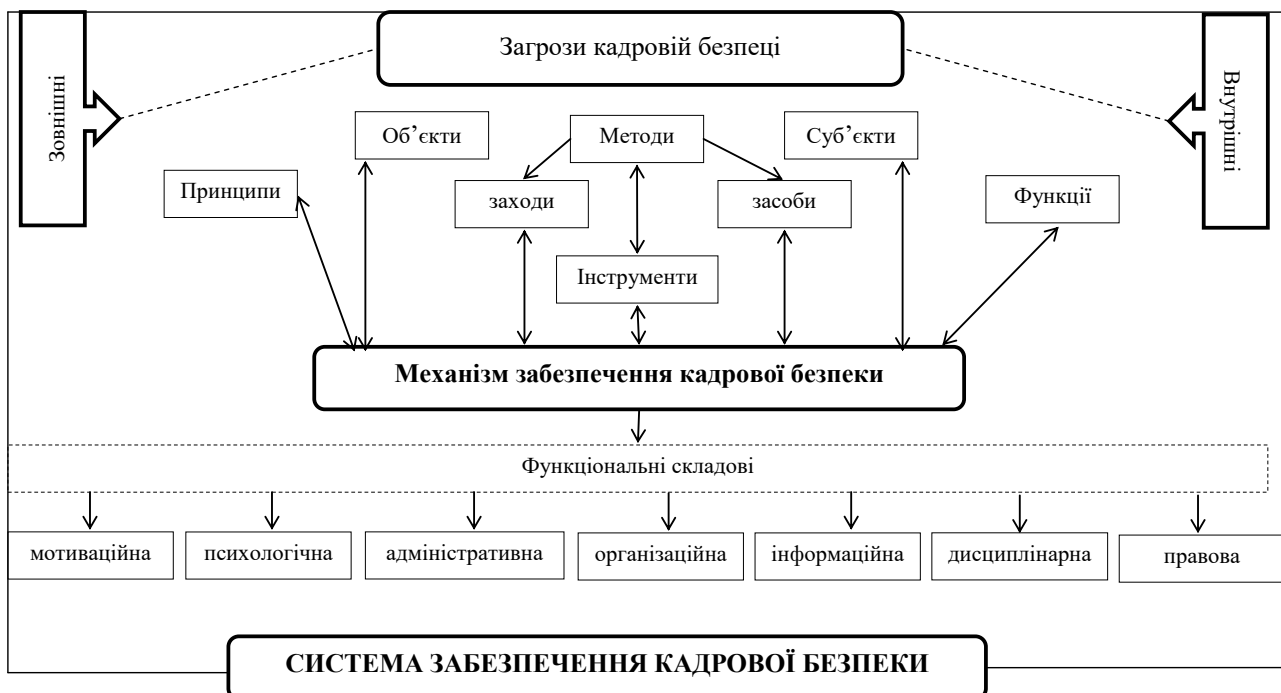 Загрози кадровій безпеці
Зовнішні
Внутрішні
Об’єкти
Методи
Суб’єкти
Принципи
заходи
засоби
Функції
Інструменти
Механізм забезпечення кадрової безпеки
Функціональні складові
мотиваційна
психологічна
адміністративна
організаційна
інформаційна
дисциплінарна
правова
СИСТЕМА ЗАБЕЗПЕЧЕННЯ КАДРОВОЇ БЕЗПЕКИ